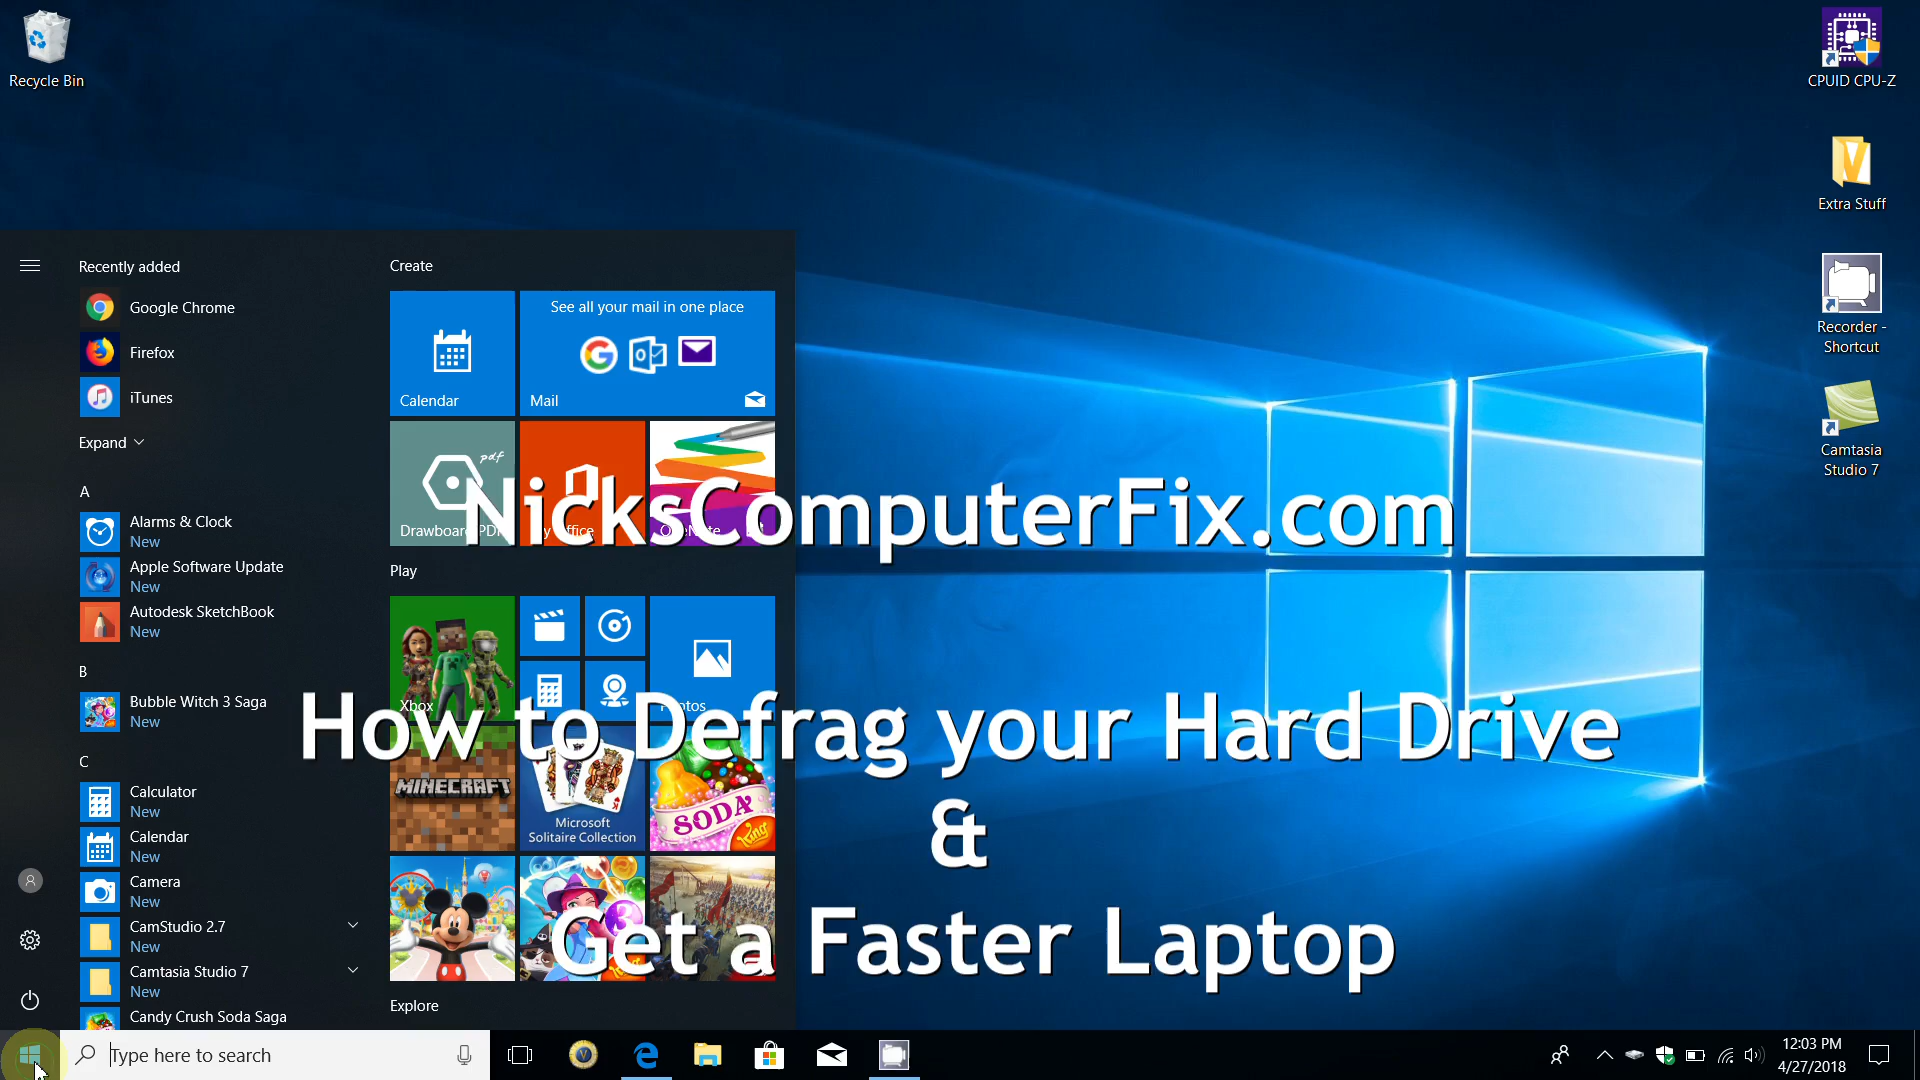 Recycle Bin
CPUID CPU-Z
Extra Stuff
Recorder -
Shortcut
Camtasia
Studio 7
Recently added
Google Chrome
Firefox
iTunes
Expand
A
Alarms & Clock
New
Apple Software Update
New
Autodesk SketchBook
New
B
Bubble Witch 3 Saga
New
C
Calculator
New
Calendar
New
Camera
New
CamStudio 2.7
New
Camtasia Studio 7
New
Candy Crush Soda Saga
Create
Calendar
See all your mail in one place
Mail
pdf
Drawboard PDF
Office
OneNote
Play
Xbox
Photos
MINECRAFT
Microsoft
Solitaire Collection
SODA
King
Explore
NicksComputerFix.com
How to Defrag your Hard Drive
&
Get a Faster Laptop
Type here to search
12:03 PM
4/27/2018